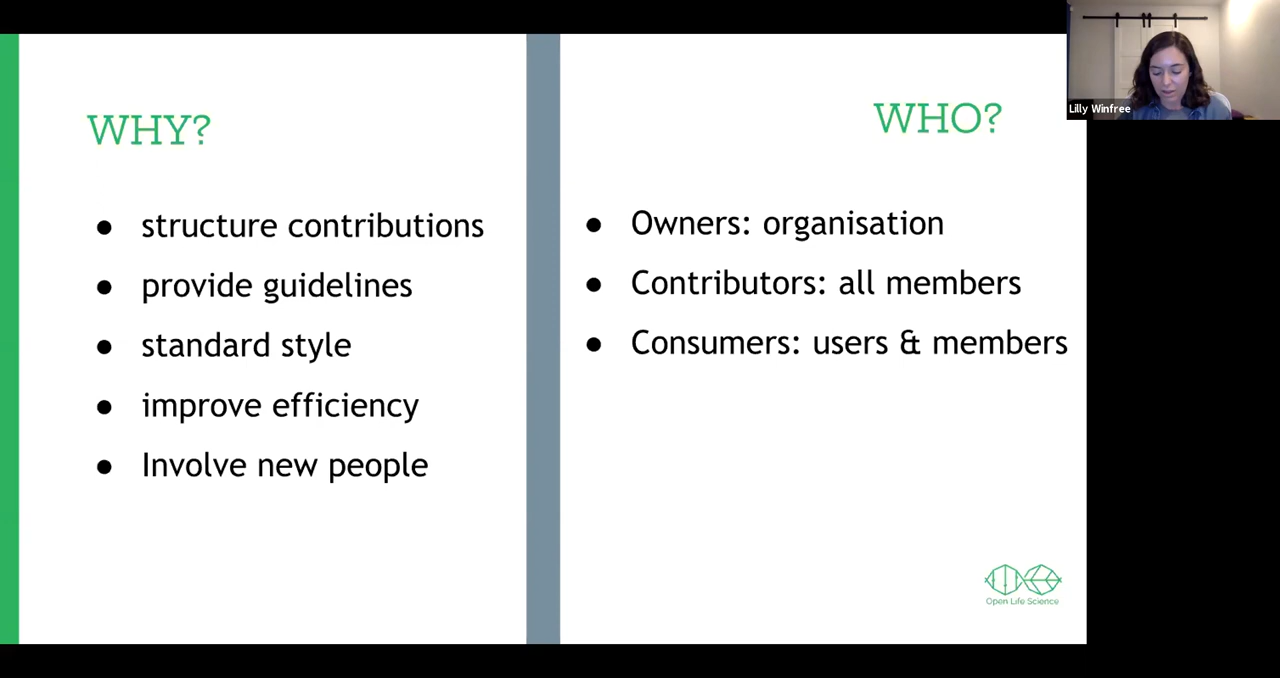 WHY?
structure contributions
provide guidelines
standard style
improve efficiency
Involve new people
WHO?
Owners: organisation
Contributors: all members
Consumers: users & members
Open Life Science
Lilly Winfree